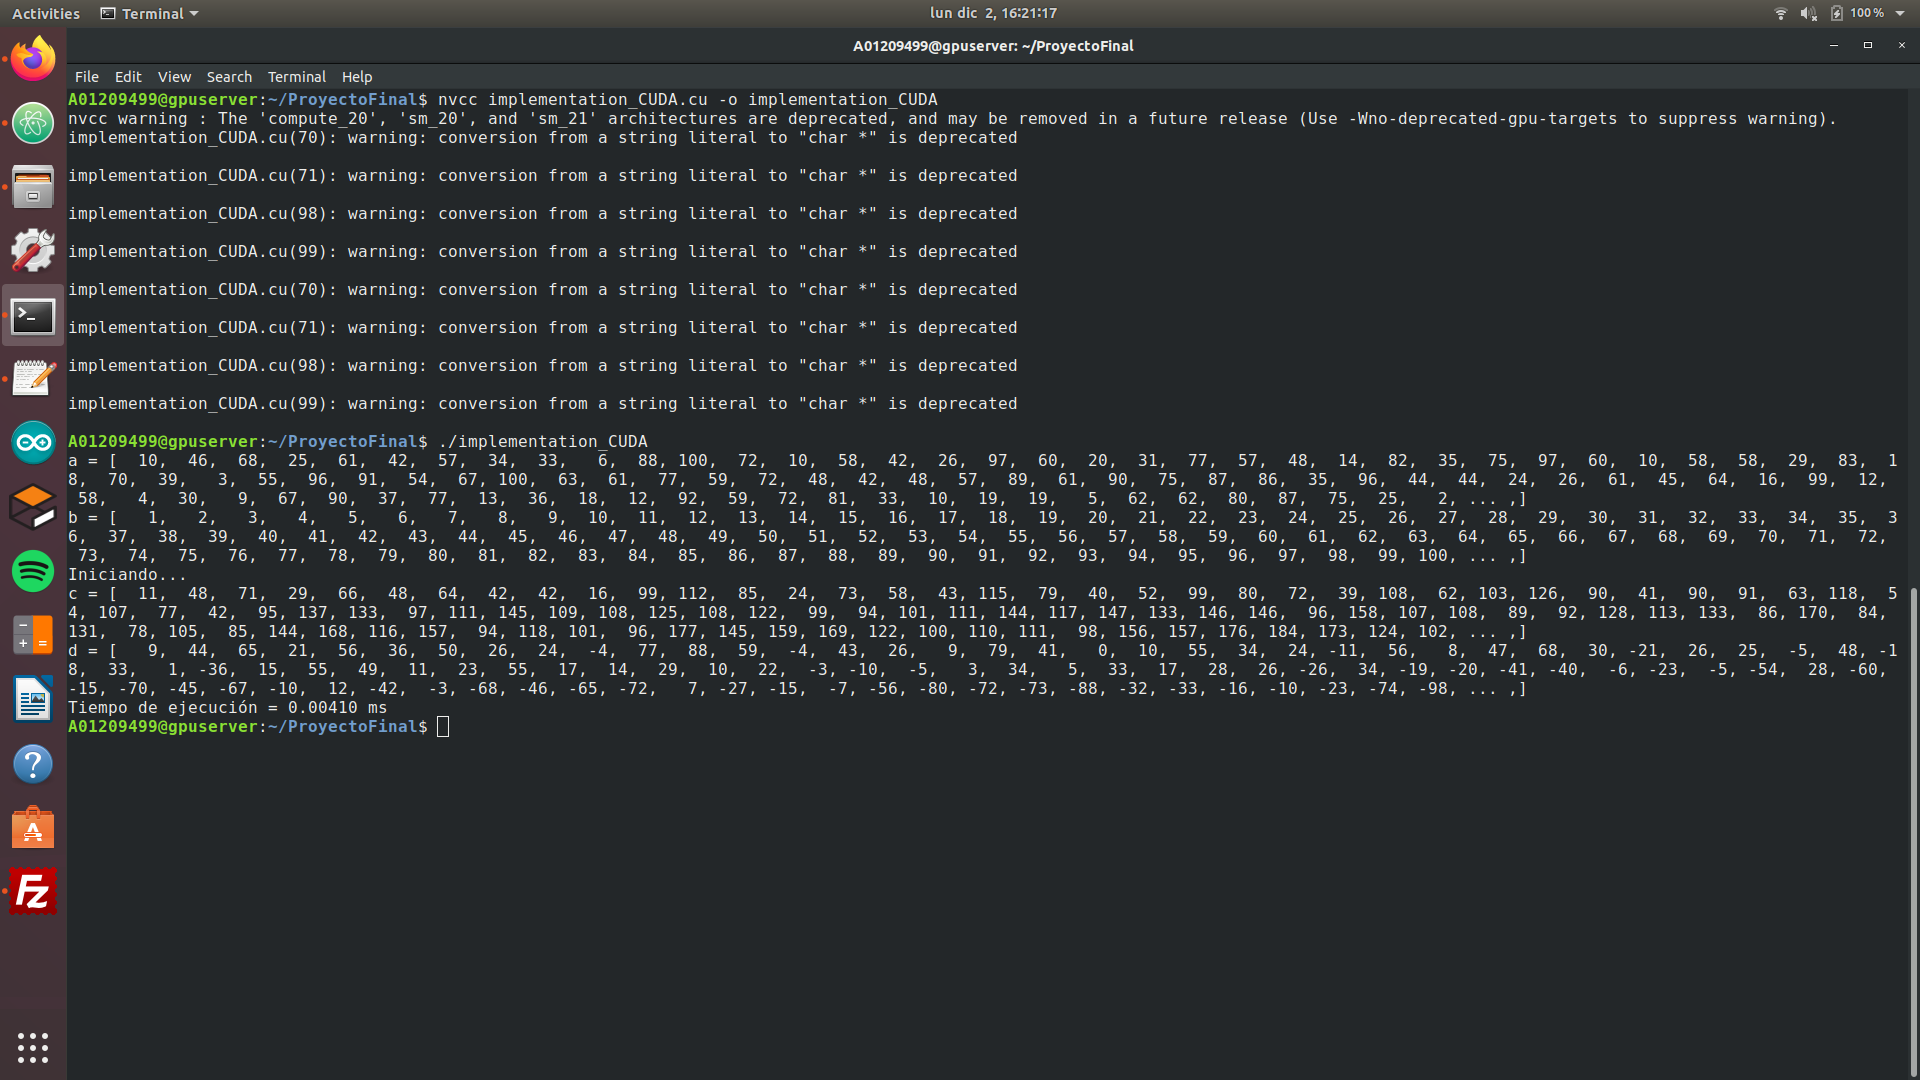 Activities Terminal lun dic 2, 16:21:17 100%
A01209499@gpuserver: ~/ProyectoFinal
File Edit View Search Terminal Help
A01209499@gpuserver:~/ProyectoFinal$ nvcc implementation_CUDA.cu -o implementation_CUDA
nvcc warning : The 'compute_20', 'sm_20', and 'sm_21' architectures are deprecated, and may be removed in a future release (Use -Wno-deprecated-gpu-targets to suppress warning).
implementation_CUDA.cu(70): warning: conversion from a string literal to "char *" is deprecated
implementation_CUDA.cu(71): warning: conversion from a string literal to "char *" is deprecated
implementation_CUDA.cu(98): warning: conversion from a string literal to "char *" is deprecated
implementation_CUDA.cu(99): warning: conversion from a string literal to "char *" is deprecated
implementation_CUDA.cu(70): warning: conversion from a string literal to "char *" is deprecated
implementation_CUDA.cu(71): warning: conversion from a string literal to "char *" is deprecated
implementation_CUDA.cu(98): warning: conversion from a string literal to "char *" is deprecated
implementation_CUDA.cu(99): warning: conversion from a string literal to "char *" is deprecated
A01209499@gpuserver:~/ProyectoFinal$ ./implementation_CUDA
a = [  10,  46,  68,  25,  61,  42,  57,  34,  33,   6,  88, 100,  72,  10,  58,  42,  26,  97,  60,  20,  31,  77,  57,  48,  14,  82,  35,  75,  97,  60,  10,  58,  58,  29,  83,  1
8,  70,  39,   3,  55,  96,  91,  54,  67, 100,  63,  61,  77,  59,  72,  48,  42,  48,  57,  89,  61,  90,  75,  87,  86,  35,  96,  44,  44,  24,  26,  61,  45,  64,  16,  99,  12,
58,   4,  30,   9,  67,  90,  37,  77,  13,  36,  18,  12,  92,  59,  72,  81,  33,  10,  19,  19,   5,  62,  62,  80,  87,  75,  25,   2, ... ,]
b = [   1,   2,   3,   4,   5,   6,   7,   8,   9,  10,  11,  12,  13,  14,  15,  16,  17,  18,  19,  20,  21,  22,  23,  24,  25,  26,  27,  28,  29,  30,  31,  32,  33,  34,  35,  3
6,  37,  38,  39,  40,  41,  42,  43,  44,  45,  46,  47,  48,  49,  50,  51,  52,  53,  54,  55,  56,  57,  58,  59,  60,  61,  62,  63,  64,  65,  66,  67,  68,  69,  70,  71,  72,
73,  74,  75,  76,  77,  78,  79,  80,  81,  82,  83,  84,  85,  86,  87,  88,  89,  90,  91,  92,  93,  94,  95,  96,  97,  98,  99, 100, ... ,]
Iniciando...
c = [  11,  48,  71,  29,  66,  48,  64,  42,  42,  16,  99, 112,  85,  24,  73,  58,  43, 115,  79,  40,  52,  99,  80,  72,  39, 108,  62, 103, 126,  90,  41,  90,  91,  63, 118,  5
4, 107,  77,  42,  95, 137, 133,  97, 111, 145, 109, 108, 125, 108, 122,  99,  94, 101, 111, 144, 117, 147, 133, 146, 146,  96, 158, 107, 108,  89,  92, 128, 113, 133,  86, 170,  84,
131,  78, 105,  85, 144, 168, 116, 157,  94, 118, 101,  96, 177, 145, 159, 169, 122, 100, 110, 111,  98, 156, 157, 176, 184, 173, 124, 102, ... ,]
d = [   9,  44,  65,  21,  56,  36,  50,  26,  24,  -4,  77,  88,  59,  -4,  43,  26,   9,  79,  41,   0,  10,  55,  34,  24, -11,  56,   8,  47,  68,  30, -21,  26,  25,  -5,  48, -1
8,  33,   1, -36,  15,  55,  49,  11,  23,  55,  17,  14,  29,  10,  22,  -3, -10,  -5,   3,  34,   5,  33,  17,  28,  26, -26,  34, -19, -20, -41, -40,  -6, -23,  -5, -54,  28, -60,
-15, -70, -45, -67, -10,  12, -42,  -3, -68, -46, -65, -72,   7, -27, -15,  -7, -56, -80, -72, -73, -88, -32, -33, -16, -10, -23, -74, -98, ... ,]
Tiempo de ejecución = 0.00410 ms
A01209499@gpuserver:~/ProyectoFinal$